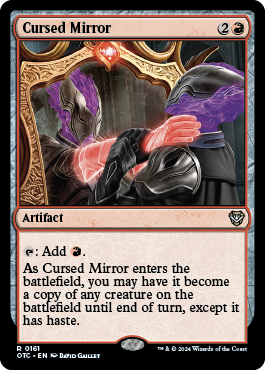 Cursed Mirror 2
Artifact
: Add .
As Cursed Mirror enters the
battlefield, you may have it become
a copy of any creature on the
battlefield until end of turn, except it
has haste.
R 0161
OTC • EN DAVID GAILLET
™ & © 2024 Wizards of the Coast